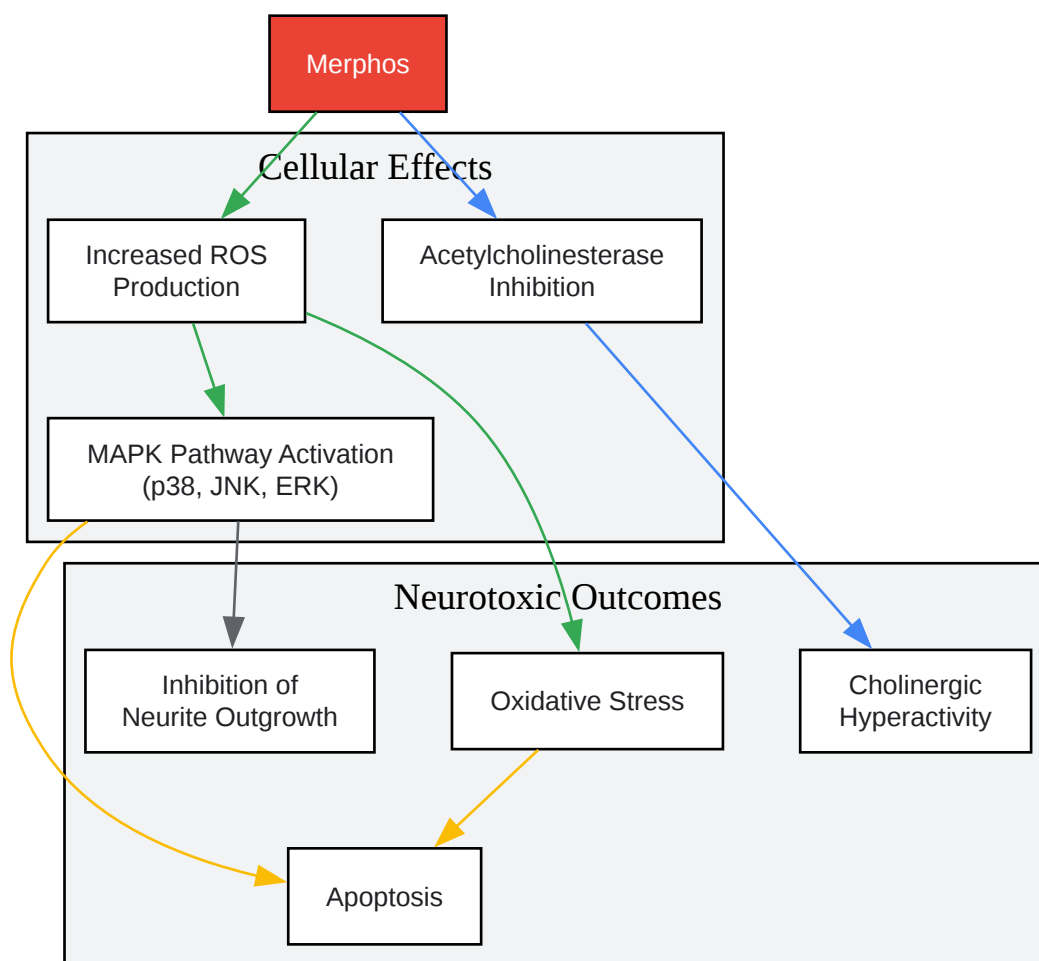 Merphos
Cellular Effects
Increased ROS
Production
Acetylcholinesterase
Inhibition
MAPK Pathway Activation
(p38, JNK, ERK)
Neurotoxic Outcomes
Inhibition of
Neurite Outgrowth
Oxidative Stress
Cholinergic
Hyperactivity
Apoptosis